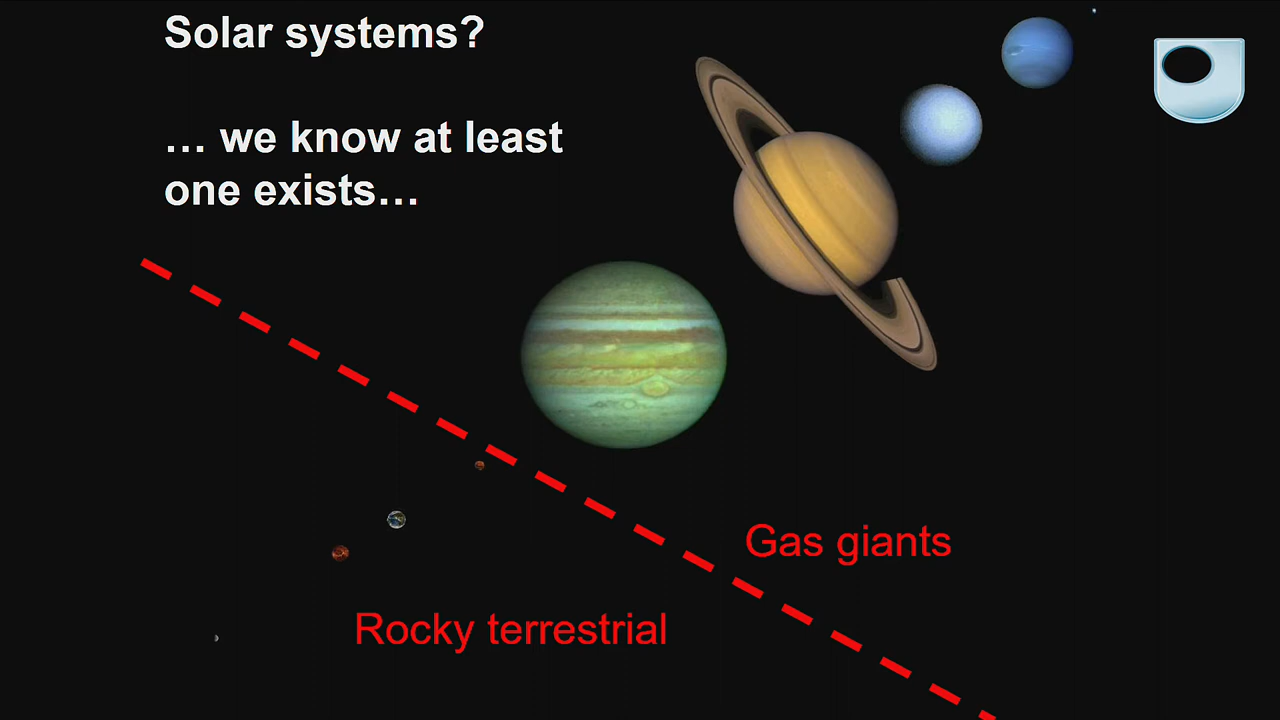 Solar systems?
… we know at least
one exists…
Gas giants
Rocky terrestrial